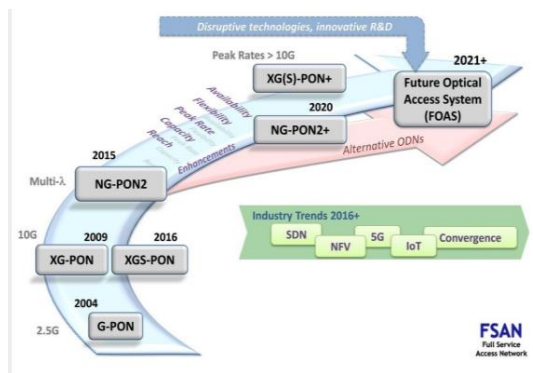 Disruptive technologies, innovative R&D
2021+
Peak Rates > 10G
XG(S)-PON+
Future Optical
Access System
(FOAS)
Availability
Flexibility
Peak Rate
Capacity
Reach
Enhancements
2020
NG-PON2+
Alternative ODNs
2015
Multi-λ
NG-PON2
Industry Trends 2016+
SDN
NFV
5G
IoT
Convergence
10G
2009
2016
XG-PON
XGS-PON
2004
G-PON
2.5G
FSAN
Full Service
Access Network